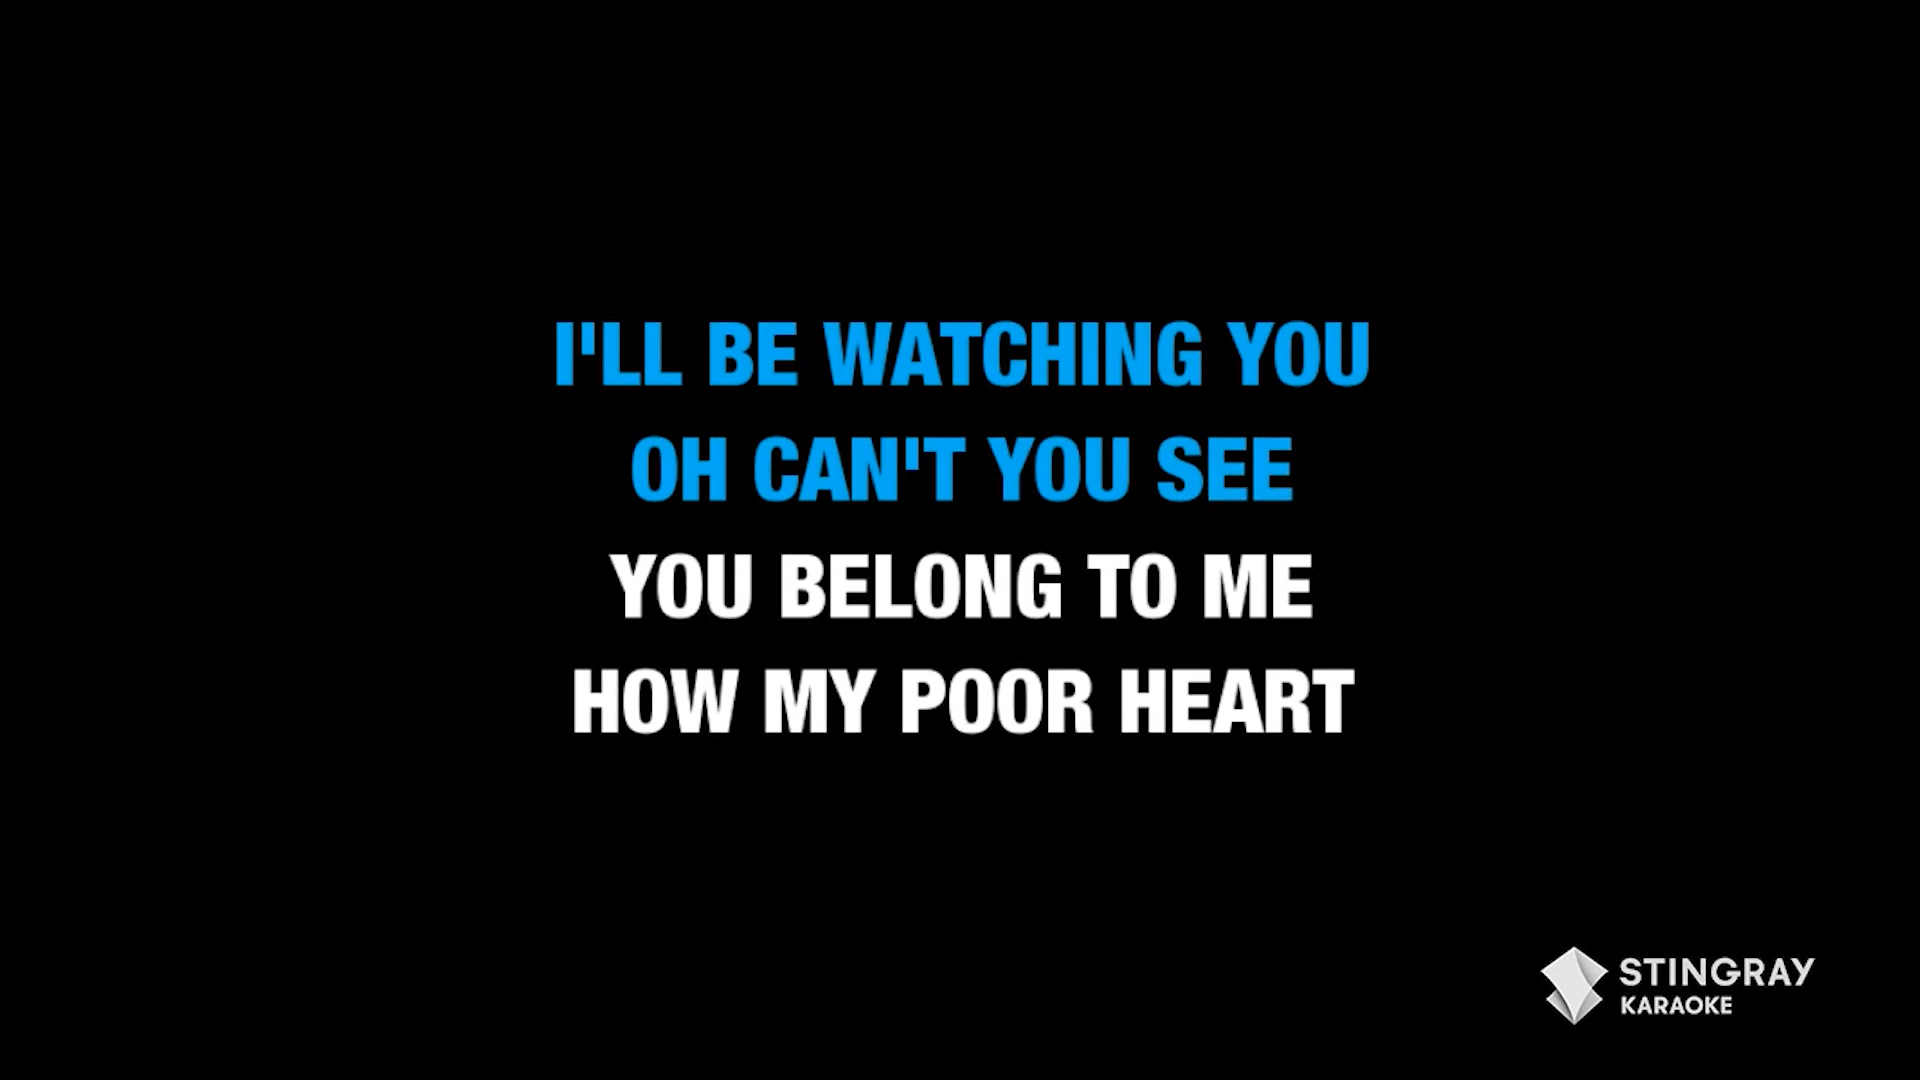 I'LL BE WATCHING YOU
OH CAN'T YOU SEE
YOU BELONG TO ME
HOW MY POOR HEART
STINGRAY
KARAOKE